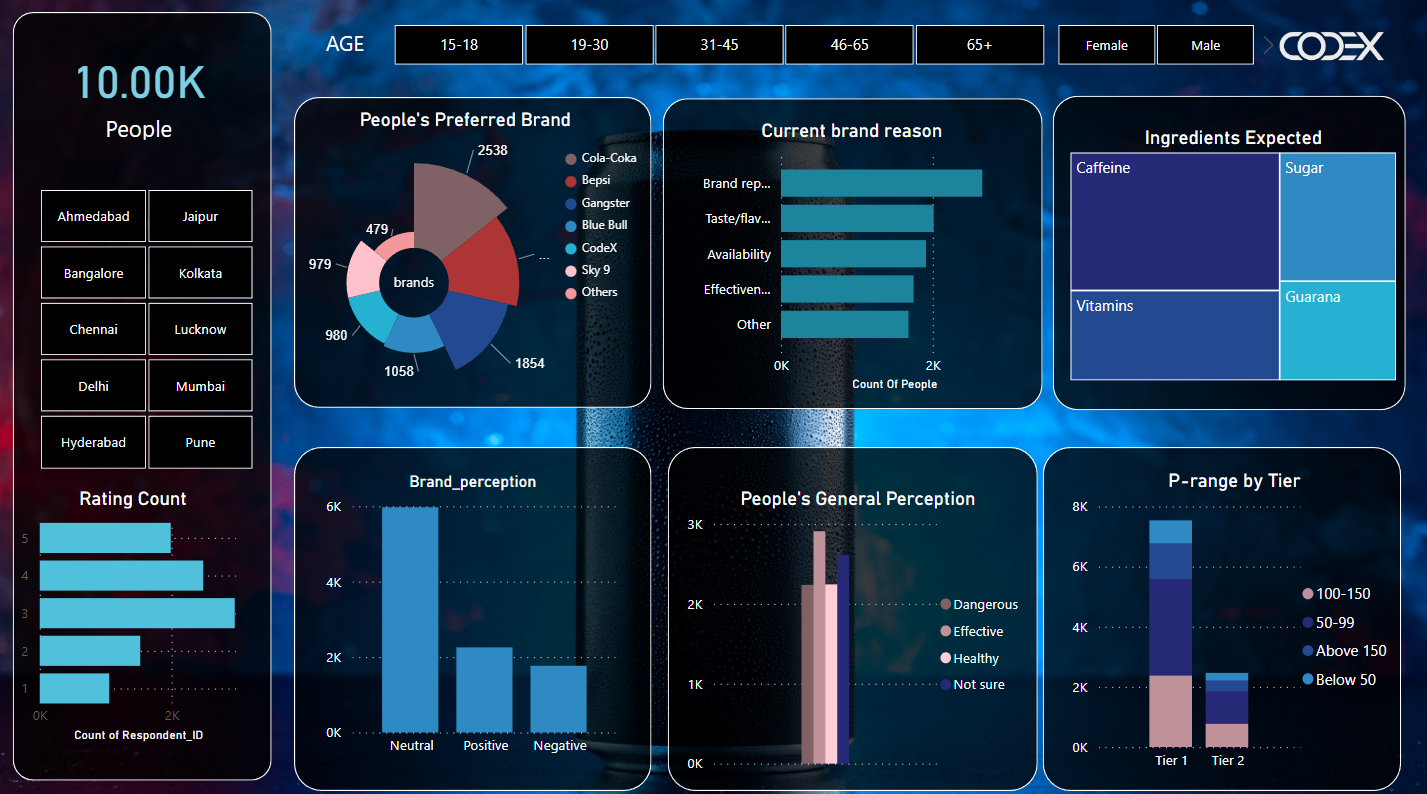 10.00K
People
Ahmedabad
Jaipur
Bangalore
Kolkata
Chennai
Lucknow
Delhi
Mumbai
Hyderabad
Pune
Rating Count
5
4
3
2
1
0K
2K
Count of Respondent_ID
AGE
15-18
19-30
31-45
46-65
65+
Female
Male
CODEX
People's Preferred Brand
2538
...
1854
1058
980
979
479
brands
Cola-Coka
Bepsi
Gangster
Blue Bull
CodeX
Sky 9
Others
Current brand reason
Brand rep...
Taste/flav...
Availability
Effectiven...
Other
0K
2K
Count Of People
Ingredients Expected
Caffeine
Sugar
Vitamins
Guarana
Brand_perception
6K
4K
2K
0K
Neutral
Positive
Negative
People's General Perception
3K
2K
1K
0K
Dangerous
Effective
Healthy
Not sure
P-range by Tier
8K
6K
4K
2K
0K
Tier 1
Tier 2
100-150
50-99
Above 150
Below 50